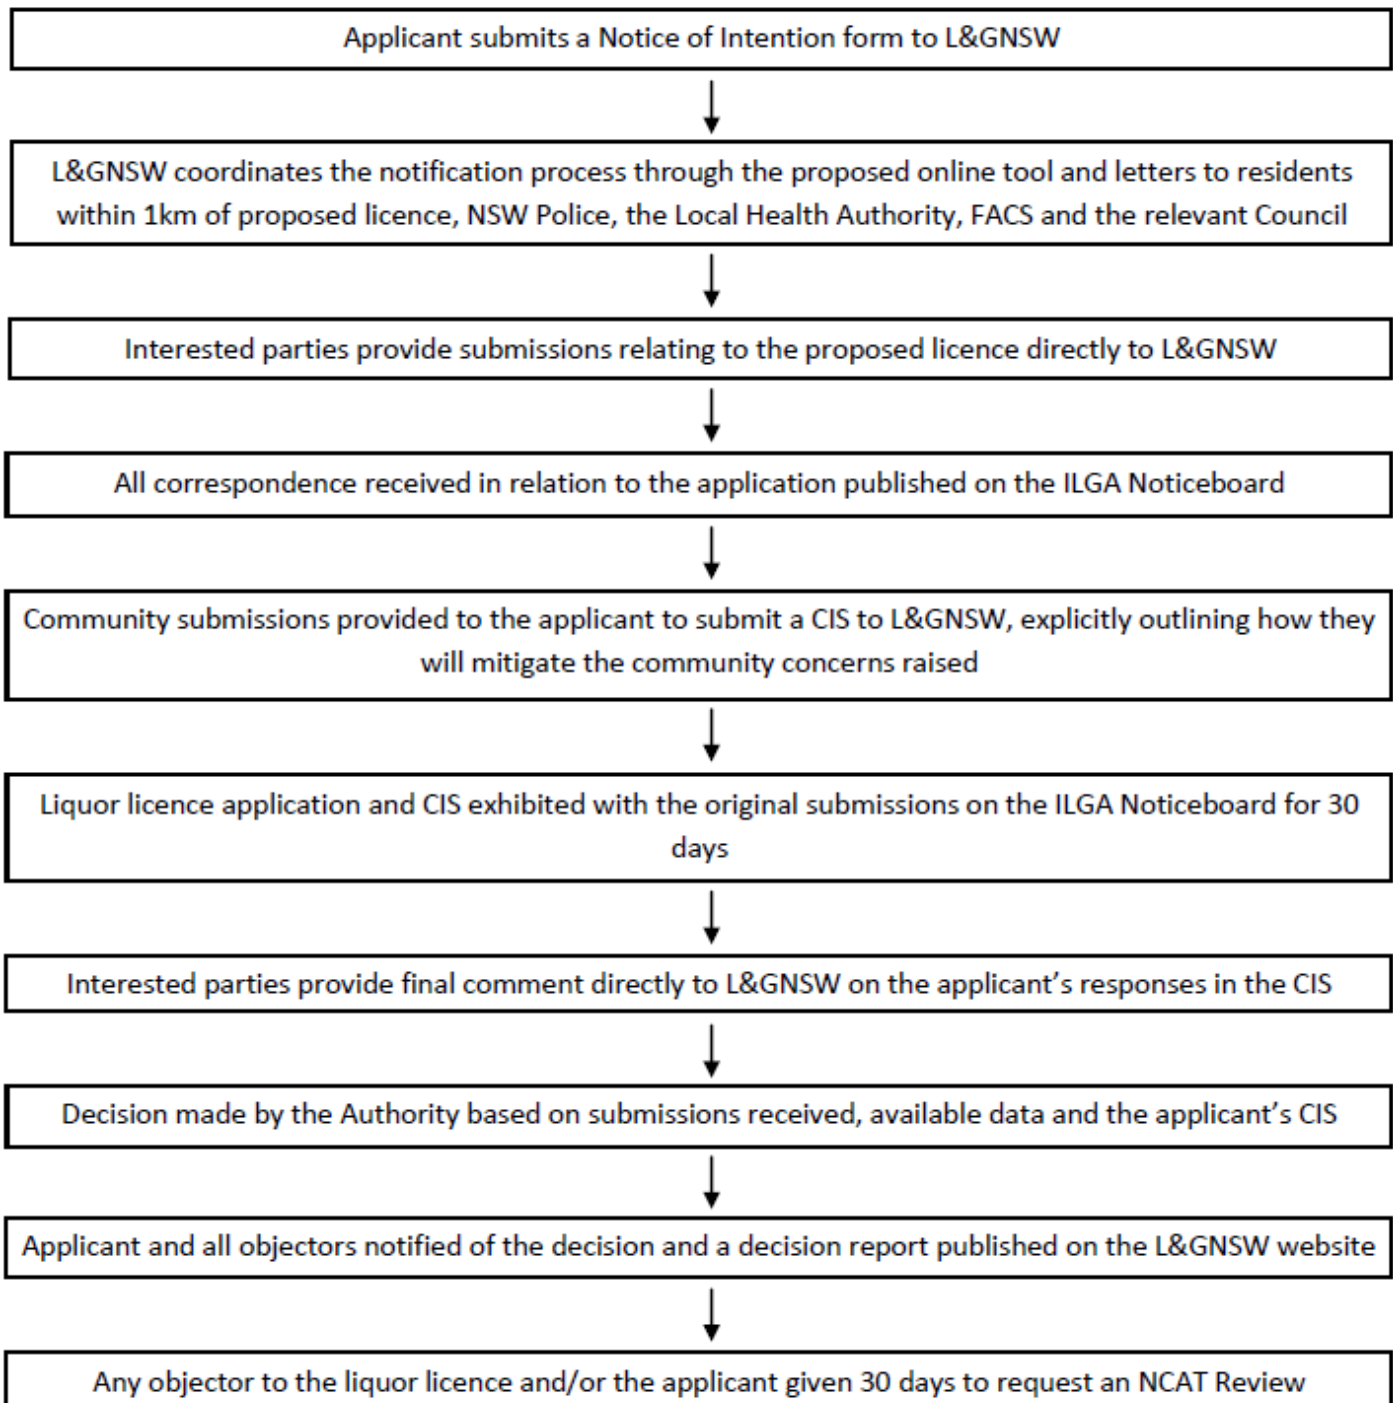 Applicant submits a Notice of Intention form to L&GNSW
L&GNSW coordinates the notification process through the proposed online tool and letters to residents
within 1km of proposed licence, NSW Police, the Local Health Authority, FACS and the relevant Council
Interested parties provide submissions relating to the proposed licence directly to L&GNSW
All correspondence received in relation to the application published on the ILGA Noticeboard
Community submissions provided to the applicant to submit a CIS to L&GNSW, explicitly outlining how they
will mitigate the community concerns raised
Liquor licence application and CIS exhibited with the original submissions on the ILGA Noticeboard for 30
days
Interested parties provide final comment directly to L&GNSW on the applicant’s responses in the CIS
Decision made by the Authority based on submissions received, available data and the applicant’s CIS
Applicant and all objectors notified of the decision and a decision report published on the L&GNSW website
Any objector to the liquor licence and/or the applicant given 30 days to request an NCAT Review